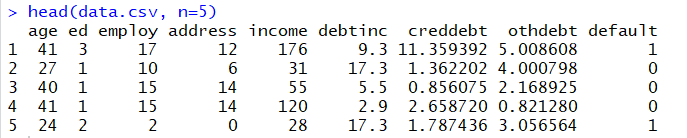 > head(data.csv, n=5)
age ed employ address income debtinc creddebt othdebt default
1 41 3 17 12 176 9.3 11.359392 5.008608 1
2 27 1 10 6 31 17.3 1.362202 4.000798 0
3 40 1 15 14 55 5.5 0.856075 2.168925 0
4 41 1 15 14 120 2.9 2.658720 0.821280 0
5 24 2 2 0 28 17.3 1.787436 3.056564 1